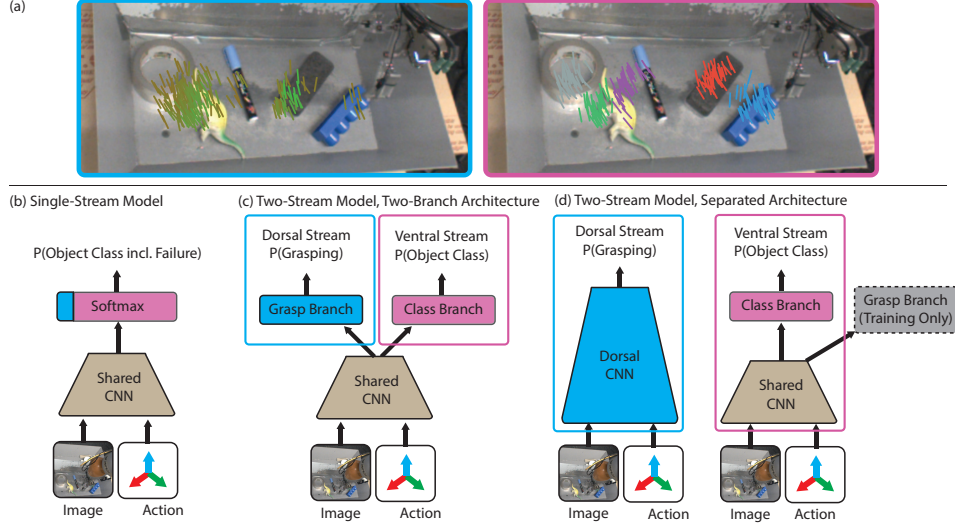 (a)
(b) Single-Stream Model
P(Object Class incl. Failure)
Softmax
Shared
CNN
Image
Action
(c) Two-Stream Model, Two-Branch Architecture
Dorsal Stream
P(Grasping)
Ventral Stream
P(Object Class)
Grasp Branch
Class Branch
Shared
CNN
Image
Action
(d) Two-Stream Model, Separated Architecture
Dorsal Stream
P(Grasping)
Ventral Stream
P(Object Class)
Class Branch
Grasp Branch
(Training Only)
Dorsal
CNN
Shared
CNN
Image
Action
Image
Action